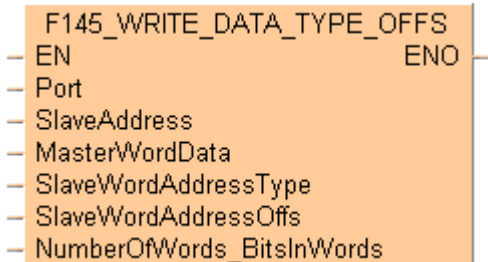 F145_WRITE_DATA_TYPE_OFFS
EN ENO
Port
SlaveAddress
MasterWordData
SlaveWordAddressType
SlaveWordAddressOffs
NumberOfWords_BitsInWords